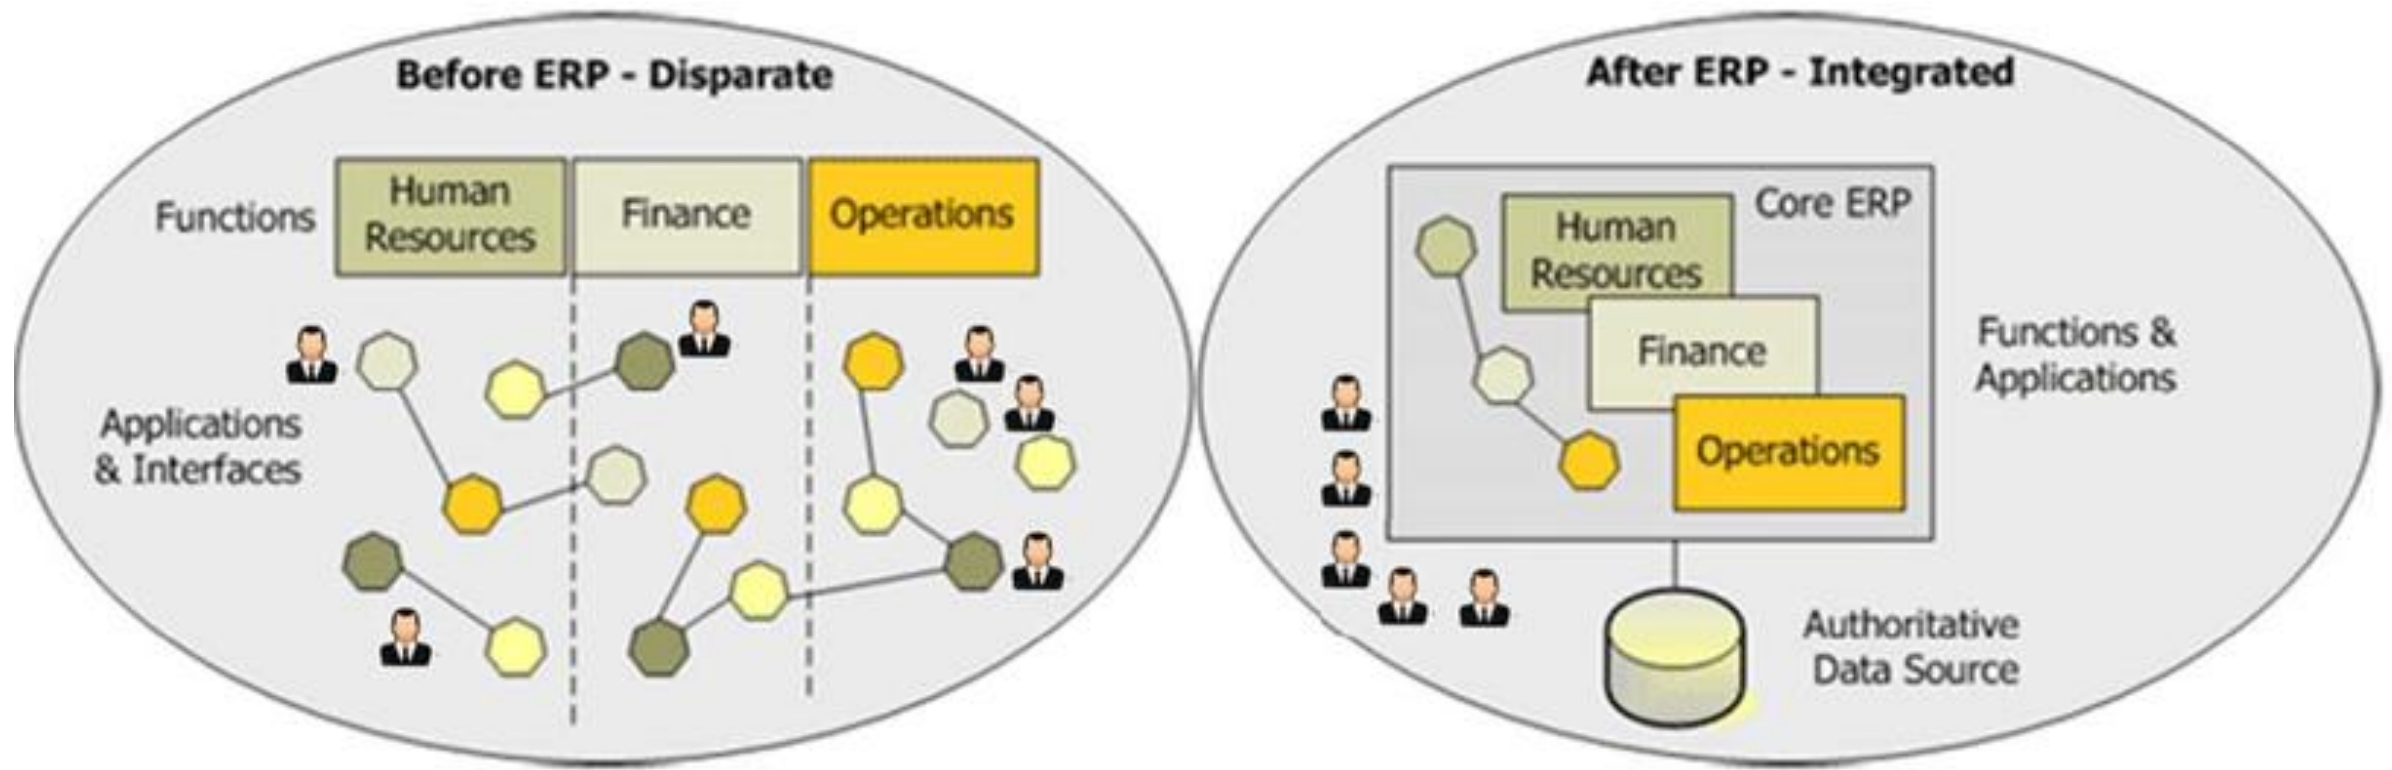 Before ERP - Disparate
Functions
Human
Resources
Finance
Operations
Applications
& Interfaces
After ERP - Integrated
Core ERP
Human
Resources
Finance
Operations
Functions &
Applications
Authoritative
Data Source